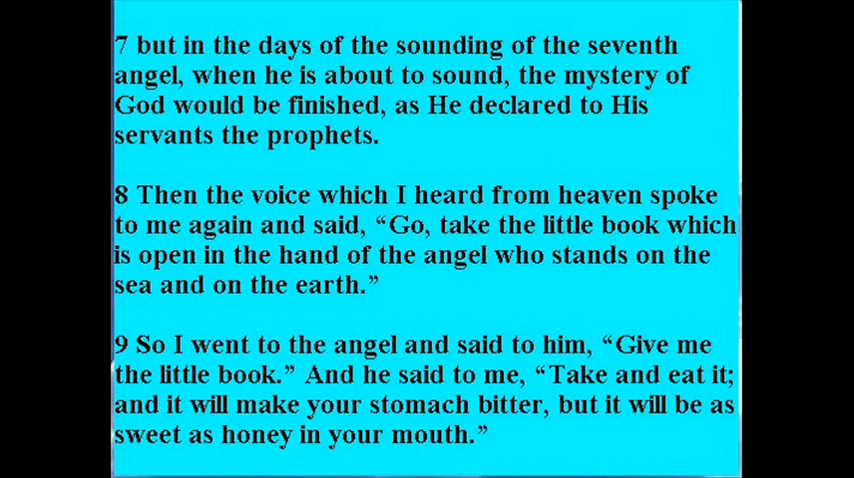 7 but in the days of the sounding of the seventh
angel, when he is about to sound, the mystery of
God would be finished, as He declared to His
servants the prophets.
8 Then the voice which I heard from heaven spoke
to me again and said, “Go, take the little book which
is open in the hand of the angel who stands on the
sea and on the earth.”
9 So I went to the angel and said to him, “Give me
the little book.” And he said to me, “Take and eat it;
and it will make your stomach bitter, but it will be as
sweet as honey in your mouth.”